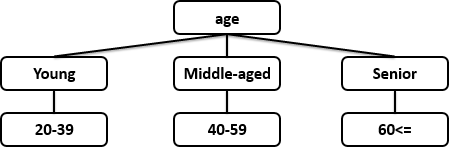 age
Young
Middle-aged
Senior
20-39
40-59
60<=